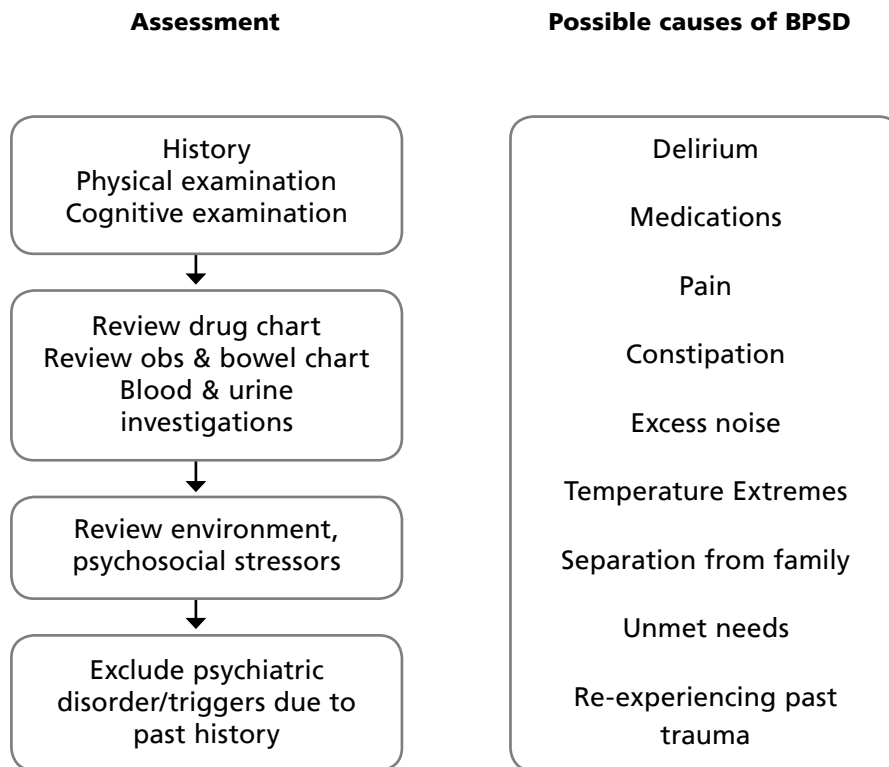 Assessment
History
Physical examination
Cognitive examination
Review drug chart
Review obs & bowel chart
Blood & urine
investigations
Review environment,
psychosocial stressors
Exclude psychiatric
disorder/triggers due to
past history
Possible causes of BPSD
Delirium
Medications
Pain
Constipation
Excess noise
Temperature Extremes
Separation from family
Unmet needs
Re-experiencing past
trauma